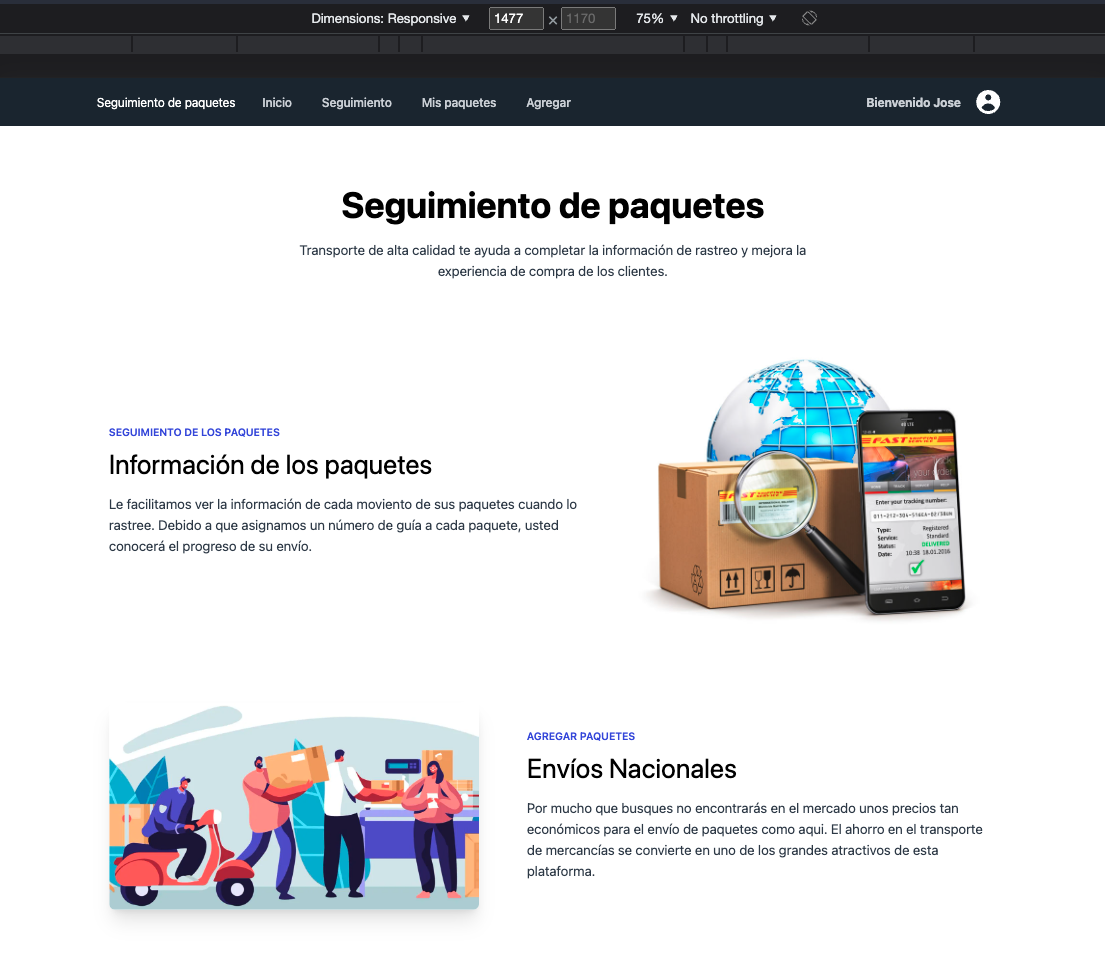 Dimensions: Responsive ▼ 1477 × 1170 75% ▼ No throttling ▼
Seguimiento de paquetes Inicio Seguimiento Mis paquetes Agregar Bienvenido Jose
Seguimiento de paquetes
Transporte de alta calidad te ayuda a completar la información de rastreo y mejora la
experiencia de compra de los clientes.
SEGUIMIENTO DE LOS PAQUETES
Información de los paquetes
Le facilitamos ver la información de cada moviento de sus paquetes cuando lo
rastree. Debido a que asignamos un número de guía a cada paquete, usted
conocerá el progreso de su envío.
FAST SHIPPING SERVICE
Enter your tracking number:
Type: Registered
Service: Standard
Status: DELIVERED
Date: 10:38 18.01.2016
AGREGAR PAQUETES
Envíos Nacionales
Por mucho que busques no encontrarás en el mercado unos precios tan
económicos para el envío de paquetes como aqui. El ahorro en el transporte
de mercancías se convierte en uno de los grandes atractivos de esta
plataforma.